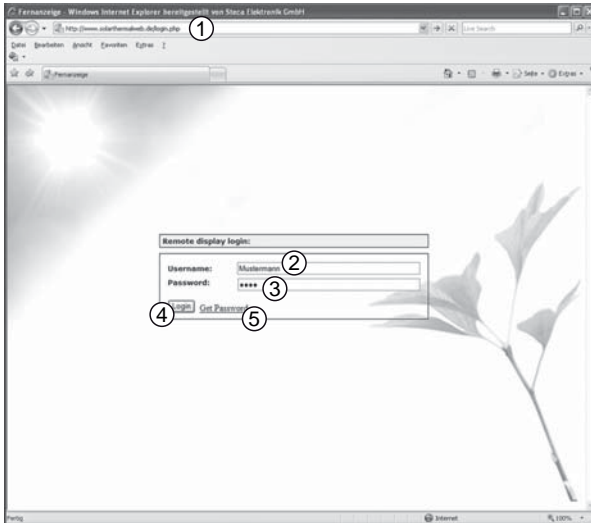 Fernanzeige - Windows Internet Explorer bereitgestellt von Steca Elektronik GmbH
http://www.solarthermalweb.de/login.php
1
Live Search
Datei Bearbeiten Ansicht Favoriten Extras ?
Fernanzeige
Seite Extras
Remote display login:
Username: Mustermann 2
Password: •••• 3
4 Login Get Password 5
Fertig Internet 100%